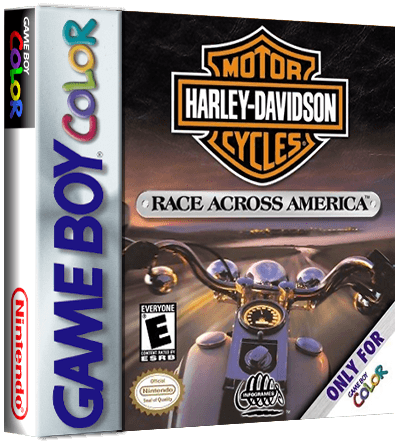 GAME BOY
COLOR
Nintendo
GAME BOY COLOR
MOTOR
HARLEY-DAVIDSON
CYCLES
RACE ACROSS AMERICA™
EVERYONE
E
CONTENT RATED BY
ESRB
Official
Nintendo
Seal of Quality
INFOGRAMES
ONLY FOR
GAME BOY
COLOR